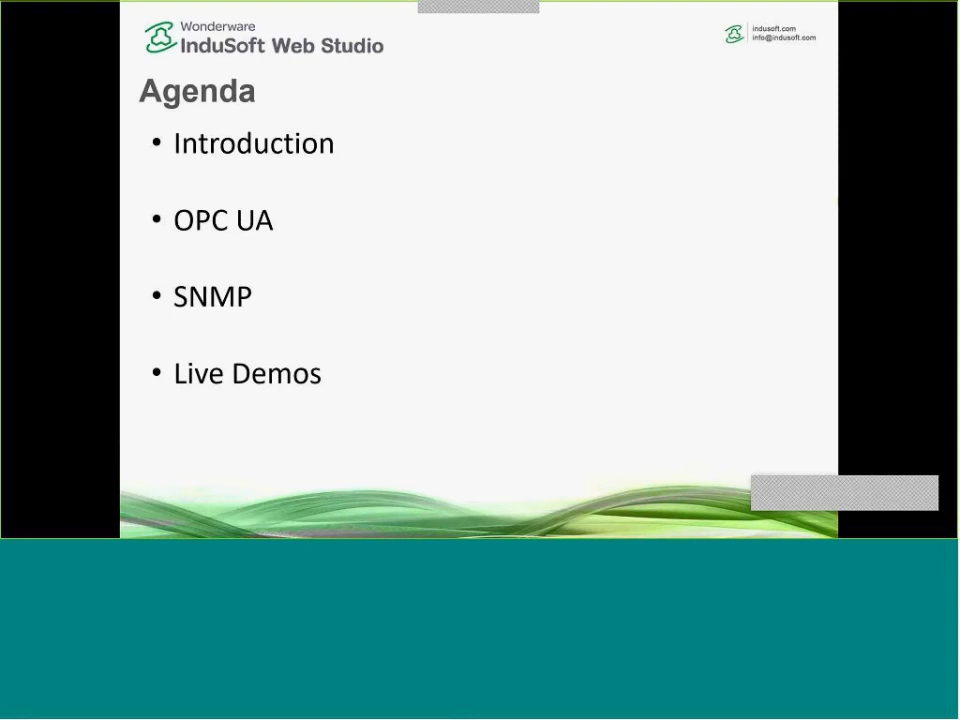 Wonderware
InduSoft Web Studio
indusoft.com
info@indusoft.com
Agenda
• Introduction
• OPC UA
• SNMP
• Live Demos